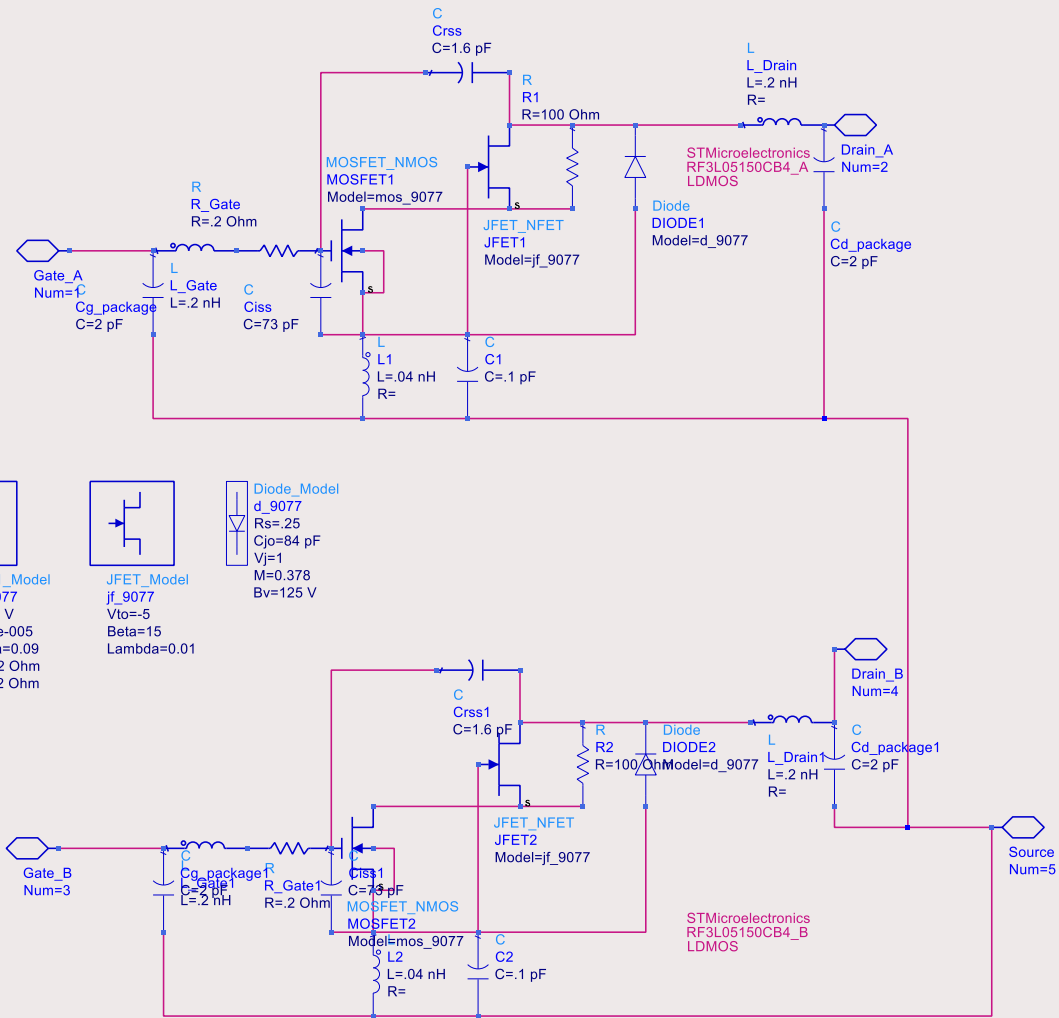 C
Crss
C=1.6 pF
L
L_Drain
L=.2 nH
R=
R
R1
R=100 Ohm
STMicroelectronics
RF3L05150CB4_A
LDMOS
Drain_A
Num=2
MOSFET_NMOS
MOSFET1
Model=mos_9077
R
R_Gate
R=.2 Ohm
S
JFET_NFET
JFET1
Model=jf_9077
Diode
DIODE1
Model=d_9077
C
Cd_package
C=2 pF
Gate_A
Num=1
C
Cg_package
C=2 pF
L
L_Gate
L=.2 nH
C
Ciss
C=73 pF
S
L
L1
L=.04 nH
R=
C
C1
C=.1 pF
Diode_Model
d_9077
Rs=.25
Cjo=84 pF
Vj=1
M=0.378
Bv=125 V
_Model
77
V
e-005
=0.09
2 Ohm
2 Ohm
JFET_Model
jf_9077
Vto=-5
Beta=15
Lambda=0.01
Drain_B
Num=4
C
Crss1
C=1.6 pF
R
R2
R=100 Ohm
Diode
DIODE2
Model=d_9077
L
L_Drain1
L=.2 nH
R=
C
Cd_package1
C=2 pF
S
JFET_NFET
JFET2
Model=jf_9077
Source
Num=5
Gate_B
Num=3
C
Cg_package1
C=2 pF
L
L_Gate1
L=.2 nH
R
R_Gate1
R=.2 Ohm
C
Ciss1
C=73 pF
S
MOSFET_NMOS
MOSFET2
Model=mos_9077
STMicroelectronics
RF3L05150CB4_B
LDMOS
L
L2
L=.04 nH
R=
C
C2
C=.1 pF